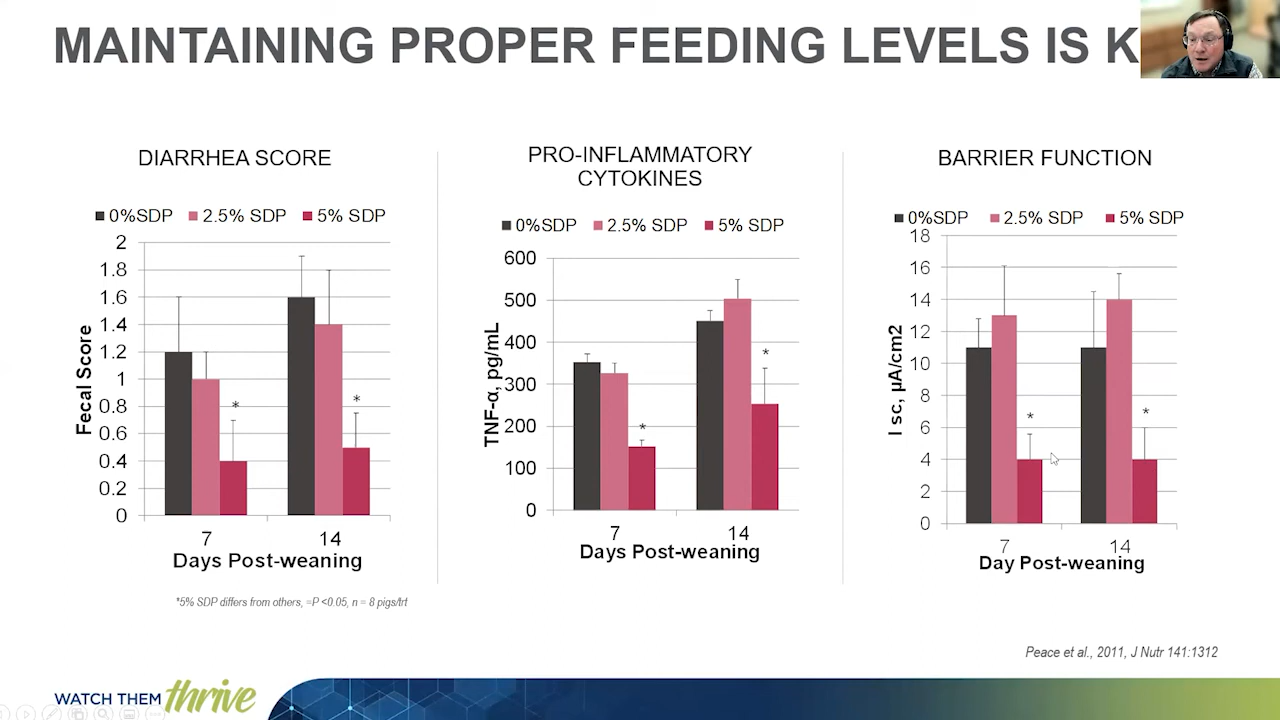 MAINTAINING PROPER FEEDING LEVELS IS K
DIARRHEA SCORE
0%SDP 2.5% SDP 5% SDP
Fecal Score
2
1.8
1.6
1.4
1.2
1
0.8
0.6
0.4
0.2
0
*
*
7 14
Days Post-weaning
*5% SDP differs from others, =P <0.05, n = 8 pigs/trt
PRO-INFLAMMATORY
CYTOKINES
0%SDP 2.5% SDP 5% SDP
TNF-α, pg/mL
600
500
400
300
200
100
0
*
*
7 14
Days Post-weaning
BARRIER FUNCTION
0%SDP 2.5% SDP 5% SDP
I sc, µA/cm2
18
16
14
12
10
8
6
4
2
0
*
*
7 14
Day Post-weaning
Peace et al., 2011, J Nutr 141:1312
WATCH THEM thrive